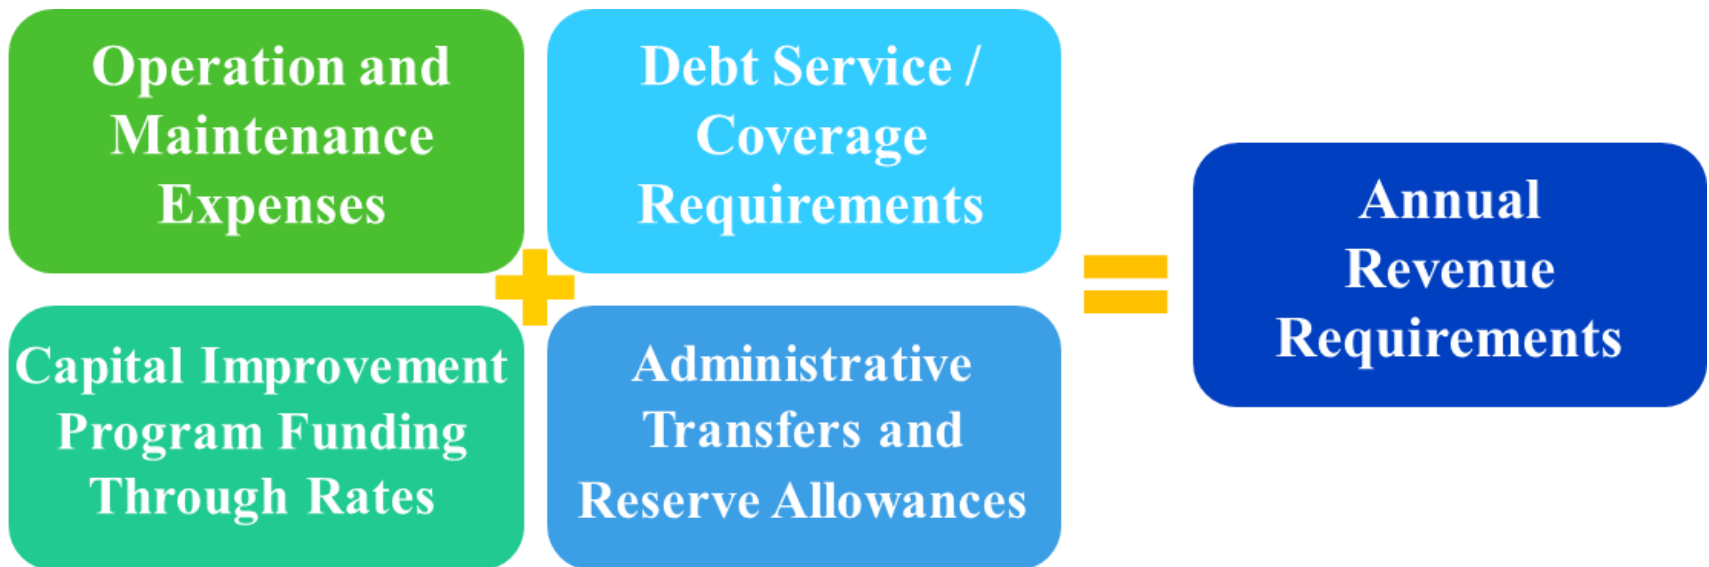 Operation and
Maintenance
Expenses
Debt Service /
Coverage
Requirements
Capital Improvement
Program Funding
Through Rates
Administrative
Transfers and
Reserve Allowances
Annual
Revenue
Requirements